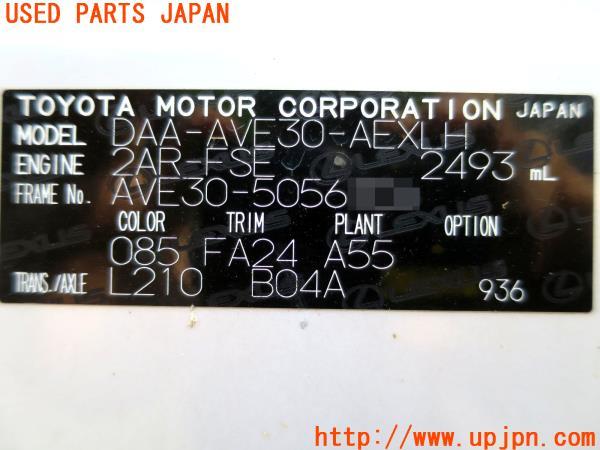 USED PARTS JAPAN
TOYOTA MOTOR CORPORATION JAPAN
MODEL DAA-AVE30-AEXLH
ENGINE 2AR-FSE 2493 mL
FRAME No. AVE30-5056
COLOR TRIM PLANT OPTION
085 FA24 A55
TRANS./AXLE L210 B04A 936
http://www.upjpn.com